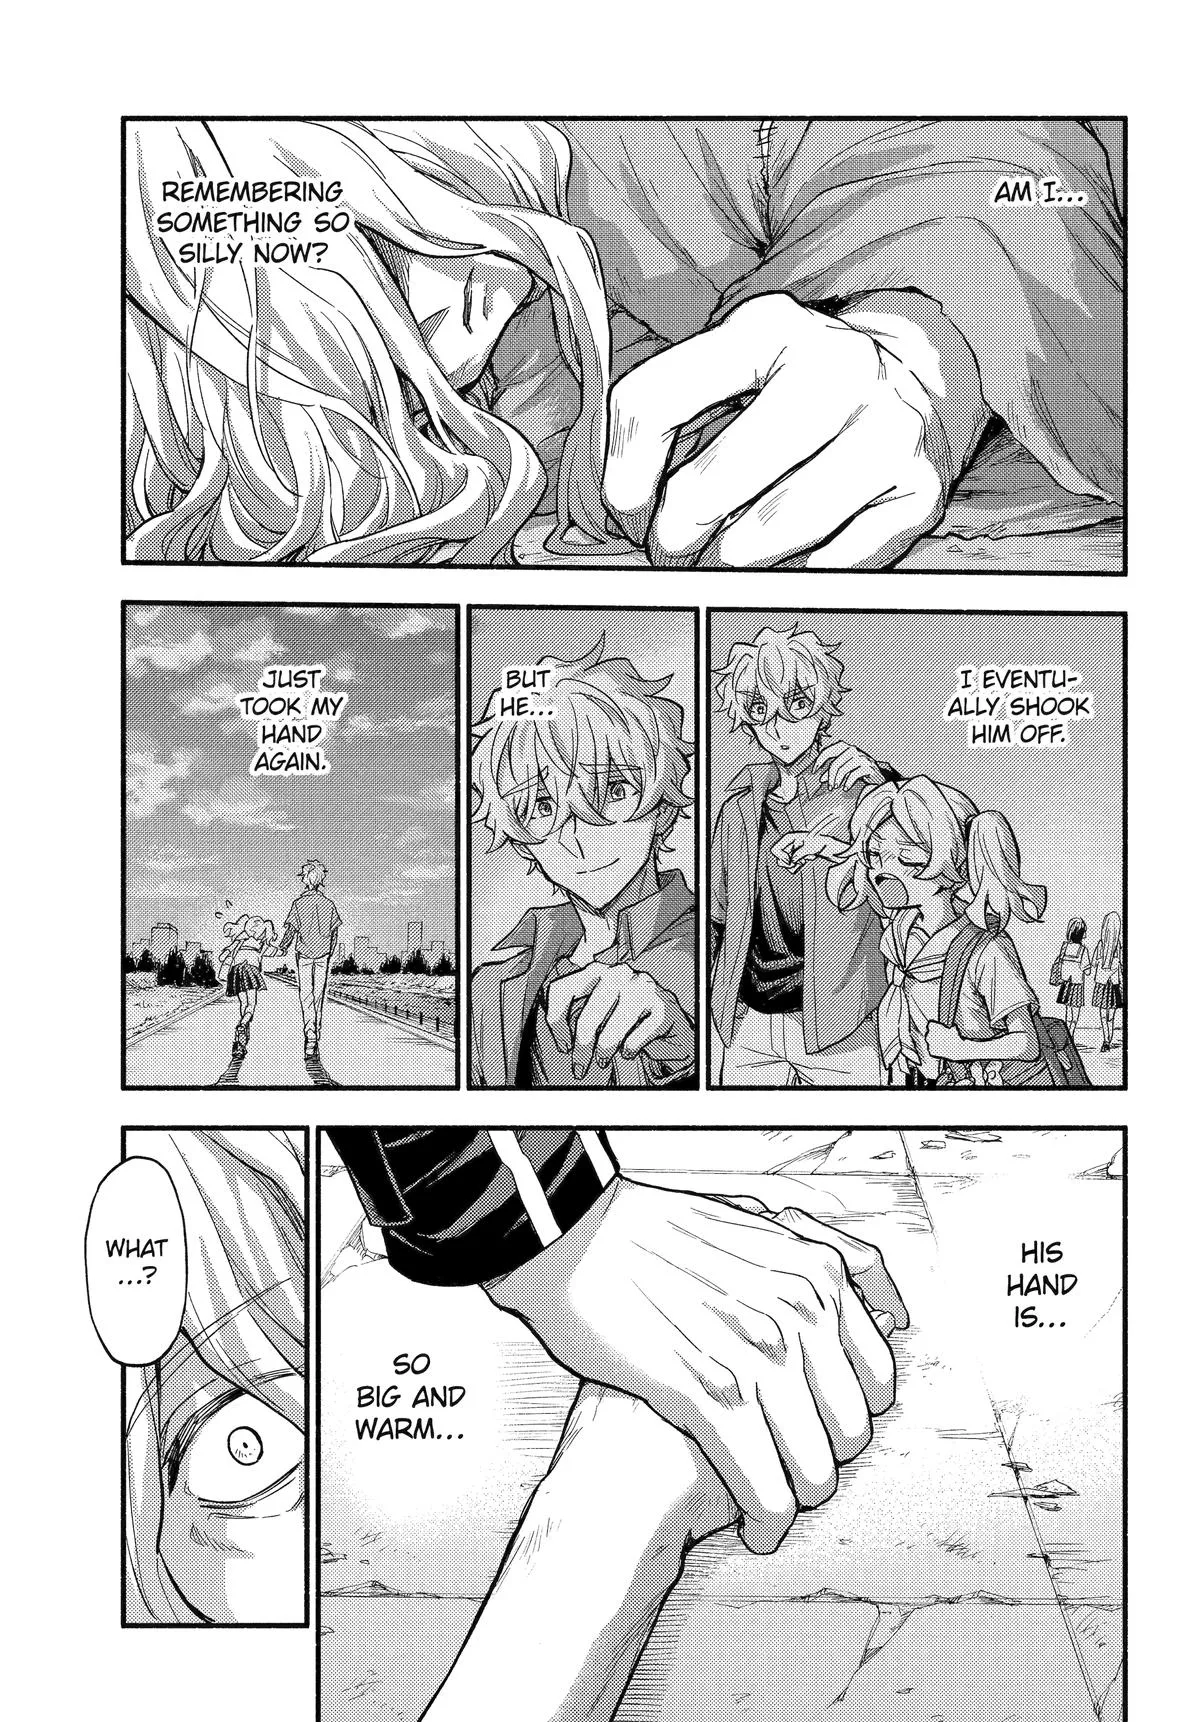 AM I...
REMEMBERING
SOMETHING SO
SILLY NOW?
I EVENTU-
ALLY SHOOK
HIM OFF.
BUT
HE...
JUST
TOOK MY
HAND
AGAIN.
HIS
HAND
IS...
SO
BIG AND
WARM...
WHAT
...?